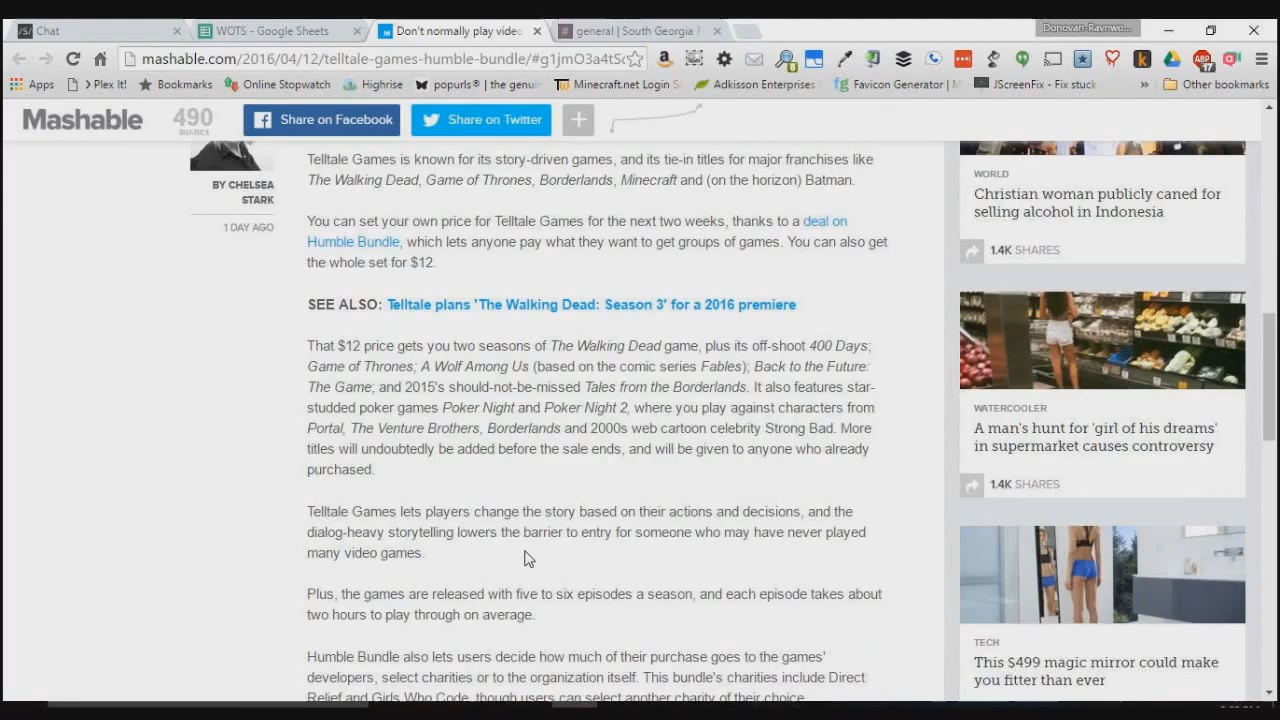 Chat
WOTS - Google Sheets
Don't normally play video
general | South Georgia
Donovan-Ravnwo...
mashable.com/2016/04/12/telltale-games-humble-bundle/#g1jmO3a4tSc
Apps
> Plex It!
Bookmarks
Online Stopwatch
Highrise
popurls® | the genuin
Minecraft.net Login S
Adkisson Enterprises
Favicon Generator |
JScreenFix - Fix stuck
»
Other bookmarks
Mashable
490
SHARES
Share on Facebook
Share on Twitter
BY CHELSEA
STARK
1 DAY AGO
Telltale Games is known for its story-driven games, and its tie-in titles for major franchises like
The Walking Dead, Game of Thrones, Borderlands, Minecraft and (on the horizon) Batman.
You can set your own price for Telltale Games for the next two weeks, thanks to a deal on
Humble Bundle, which lets anyone pay what they want to get groups of games. You can also get
the whole set for $12.
SEE ALSO: Telltale plans 'The Walking Dead: Season 3' for a 2016 premiere
That $12 price gets you two seasons of The Walking Dead game, plus its off-shoot 400 Days;
Game of Thrones; A Wolf Among Us (based on the comic series Fables); Back to the Future:
The Game; and 2015's should-not-be-missed Tales from the Borderlands. It also features star-
studded poker games Poker Night and Poker Night 2, where you play against characters from
Portal, The Venture Brothers, Borderlands and 2000s web cartoon celebrity Strong Bad. More
titles will undoubtedly be added before the sale ends, and will be given to anyone who already
purchased.
Telltale Games lets players change the story based on their actions and decisions, and the
dialog-heavy storytelling lowers the barrier to entry for someone who may have never played
many video games.
Plus, the games are released with five to six episodes a season, and each episode takes about
two hours to play through on average.
Humble Bundle also lets users decide how much of their purchase goes to the games'
developers, select charities or to the organization itself. This bundle's charities include Direct
Relief and Girls Who Code, though users can select another charity of their choice.
WORLD
Christian woman publicly caned for
selling alcohol in Indonesia
1.4K SHARES
WATERCOOLER
A man's hunt for 'girl of his dreams'
in supermarket causes controversy
1.4K SHARES
TECH
This $499 magic mirror could make
you fitter than ever